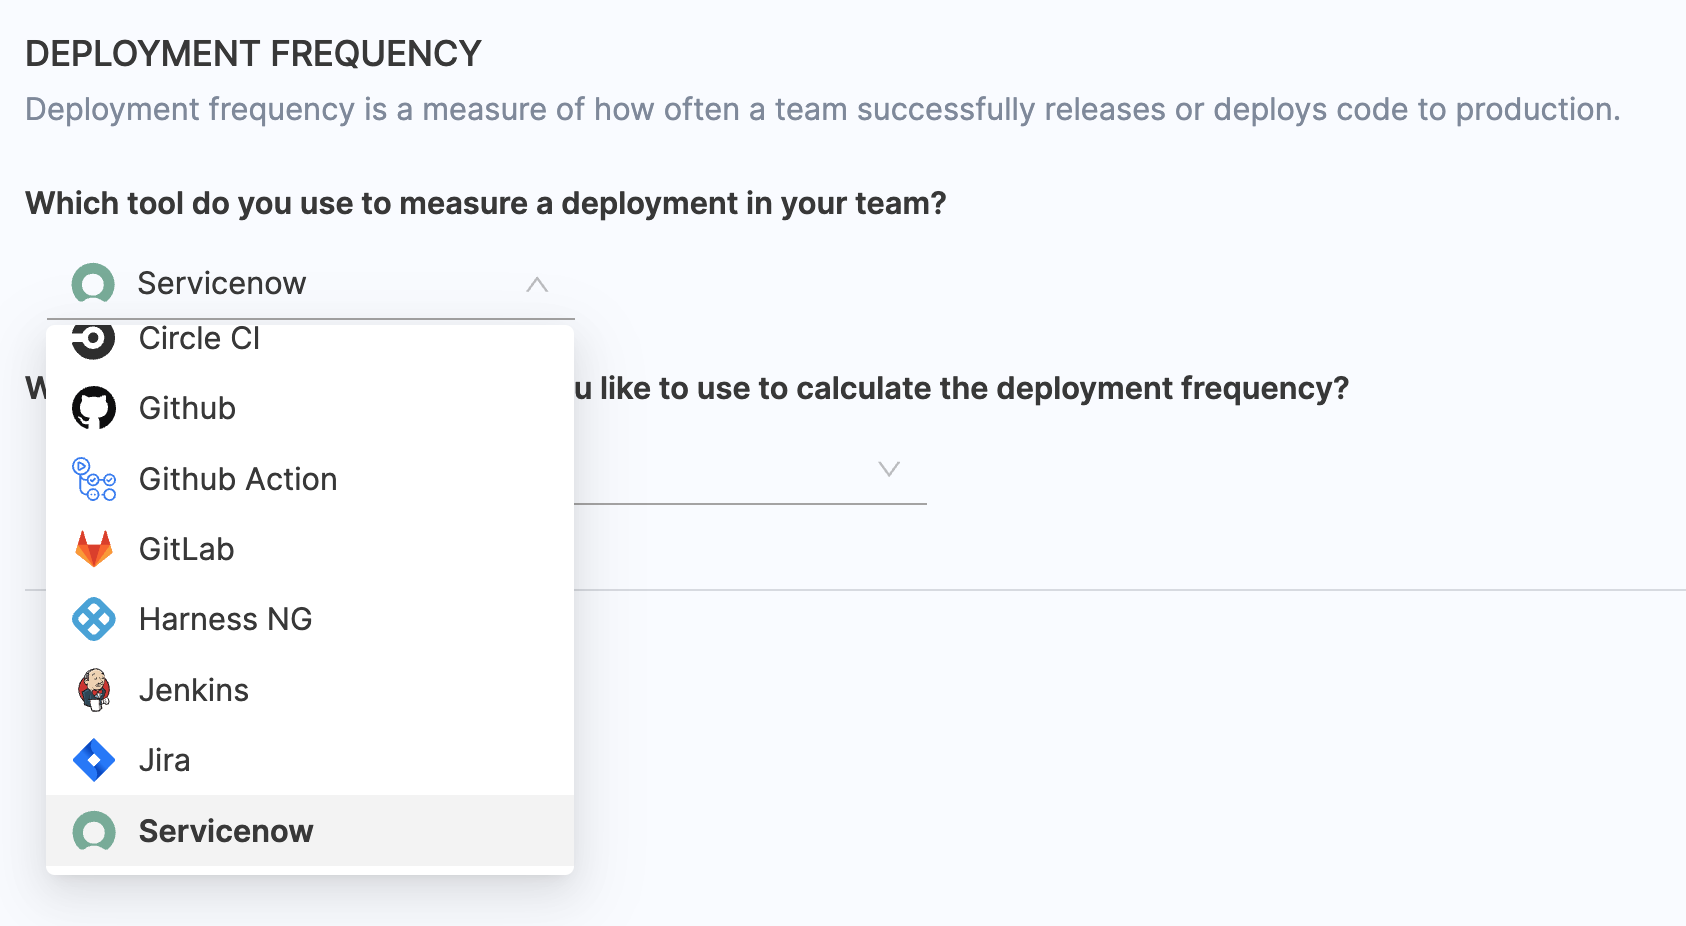 DEPLOYMENT FREQUENCY
Deployment frequency is a measure of how often a team successfully releases or deploys code to production.
Which tool do you use to measure a deployment in your team?
Servicenow
Circle CI
like to use to calculate the deployment frequency?
Github
Github Action
GitLab
Harness NG
Jenkins
Jira
Servicenow